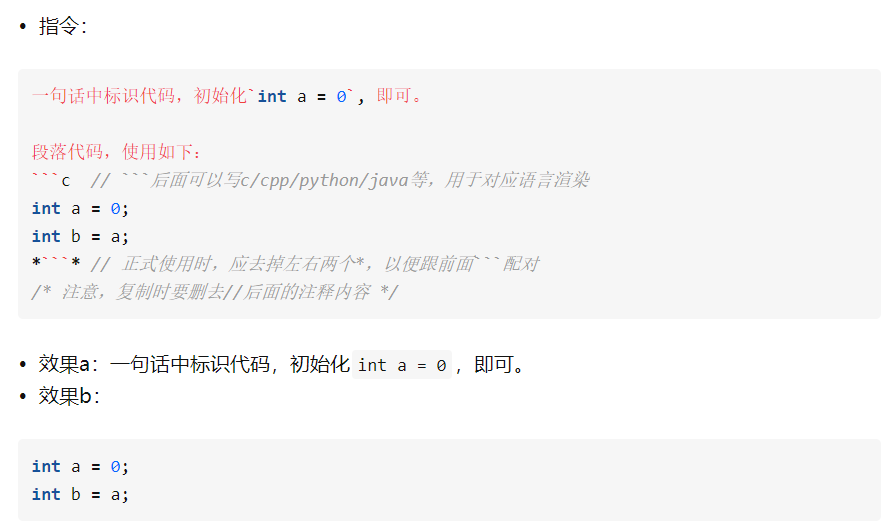 • 指令：
一句话中标识代码，初始化`int a = 0`, 即可。
段落代码，使用如下：
```c  // ```后面可以写c/cpp/python/java等，用于对应语言渲染
int a = 0;
int b = a;
*```* // 正式使用时，应去掉左右两个*，以便跟前面```配对
/* 注意，复制时要删去//后面的注释内容 */
• 效果a：一句话中标识代码，初始化 int a = 0 ，即可。
• 效果b：
int a = 0;
int b = a;